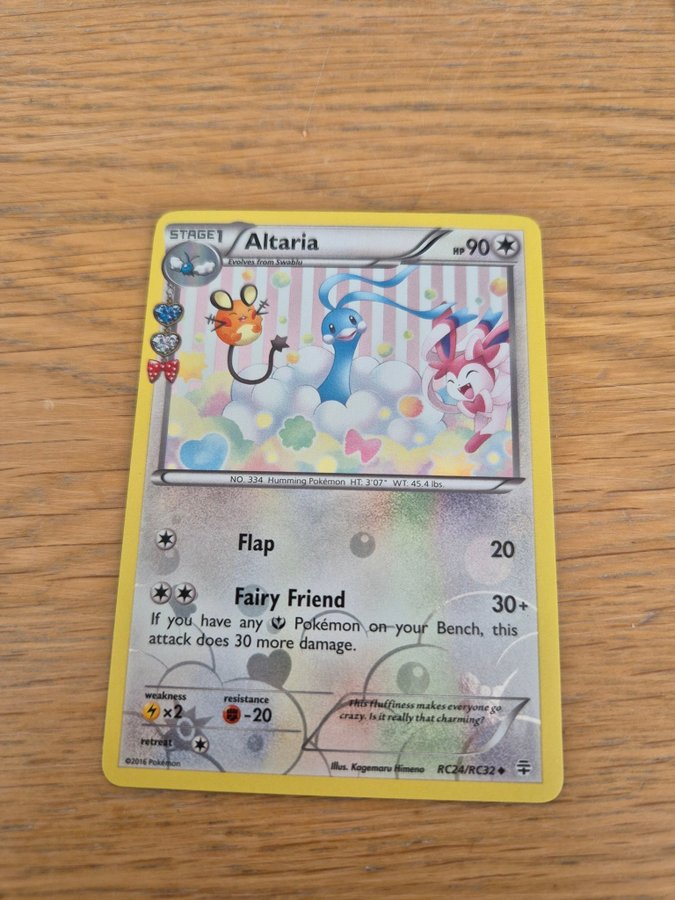 STAGE1 Altaria HP 90
Evolves from Swablu
NO. 334 Humming Pokémon HT: 3'07" WT: 45.4 lbs.
Flap 20
Fairy Friend 30+
If you have any Pokémon on your Bench, this
attack does 30 more damage.
weakness resistance
×2 -20
This fluffiness makes everyone go
crazy. Is it really that charming?
retreat
©2016 Pokémon Illus. Kagemaru Himeno RC24/RC32